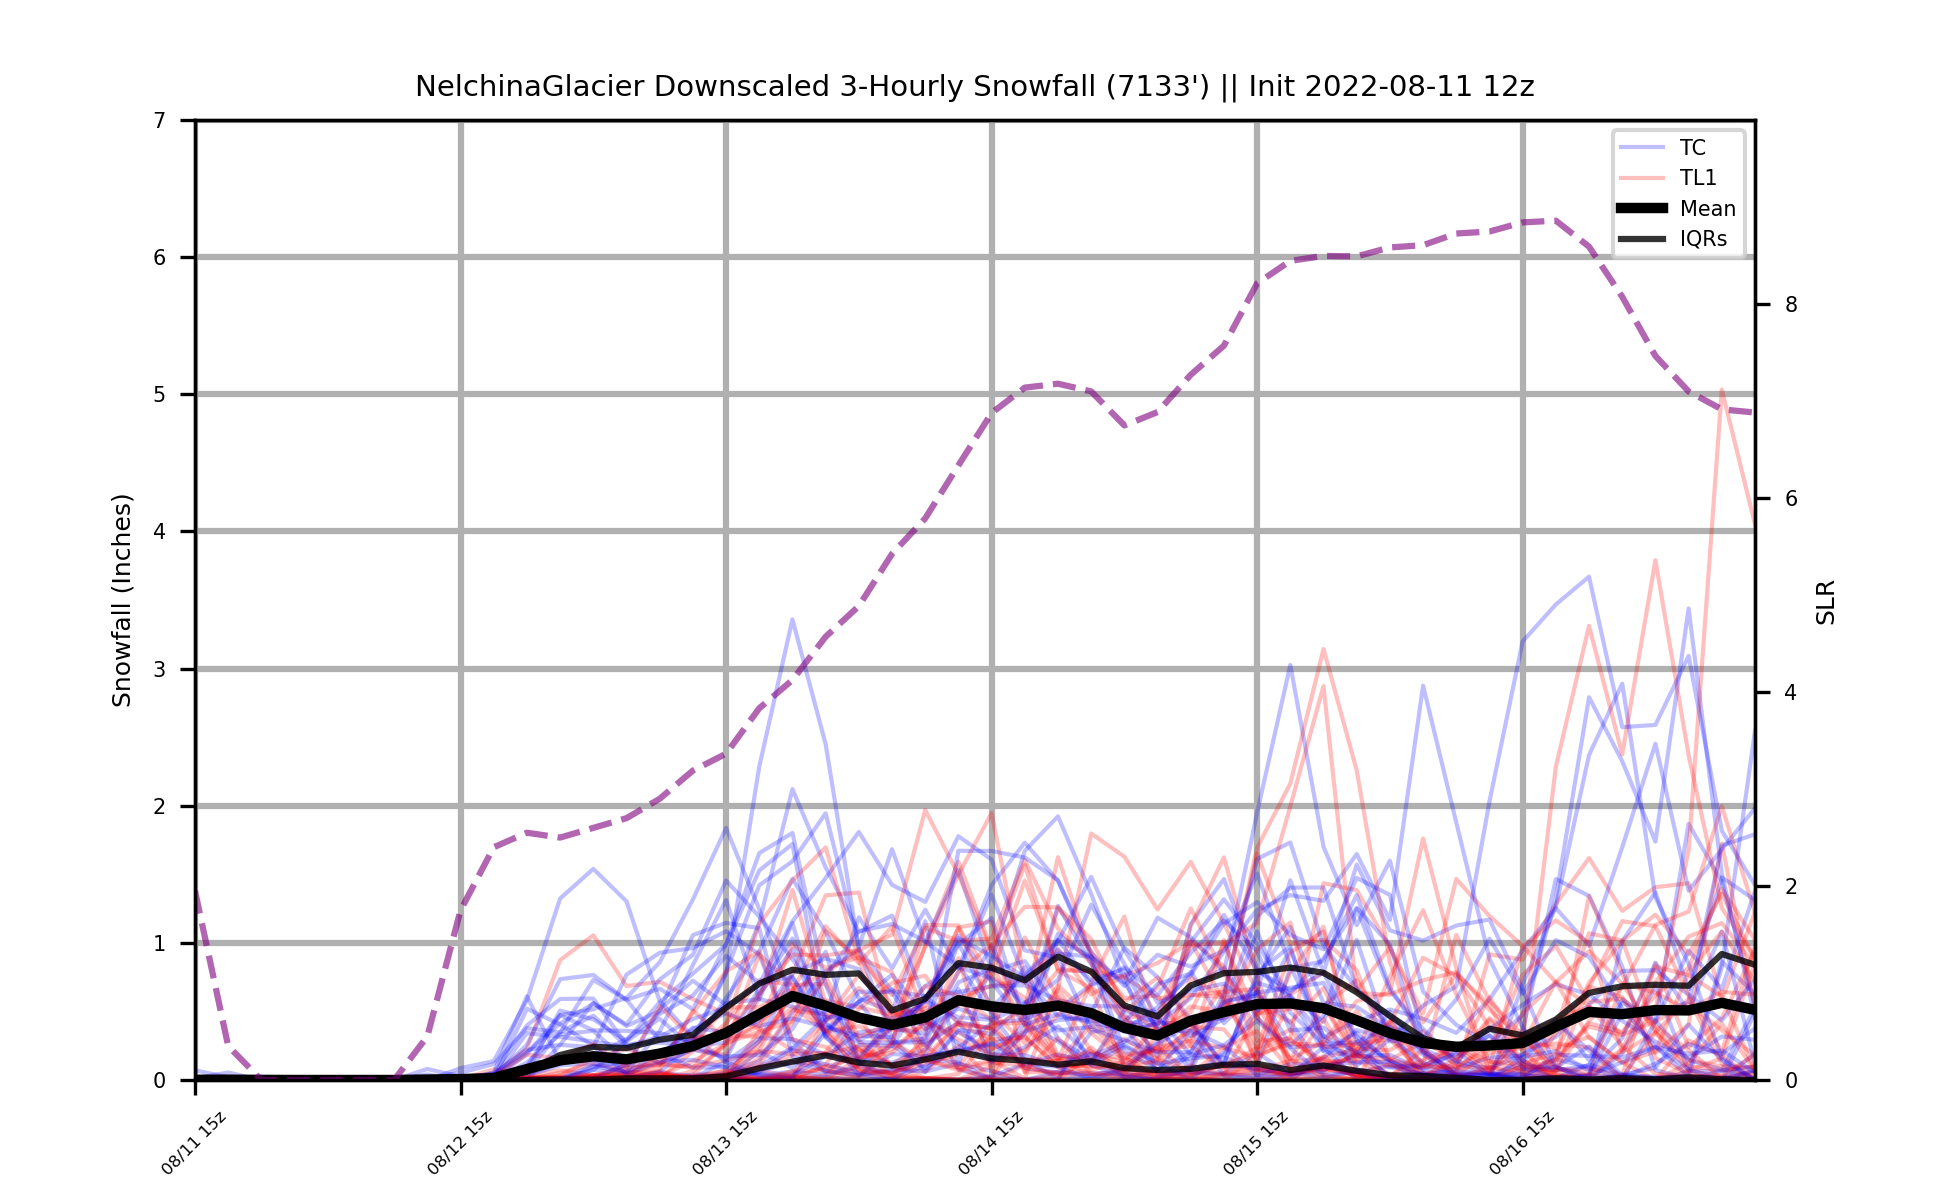 NelchinaGlacier Downscaled 3-Hourly Snowfall (7133') || Init 2022-08-11 12z
TC
TL1
Mean
IQRs
Snowfall (Inches)
7
6
5
4
3
2
1
0
SLR
8
6
4
2
0
08/11 15z
08/12 15z
08/13 15z
08/14 15z
08/15 15z
08/16 15z